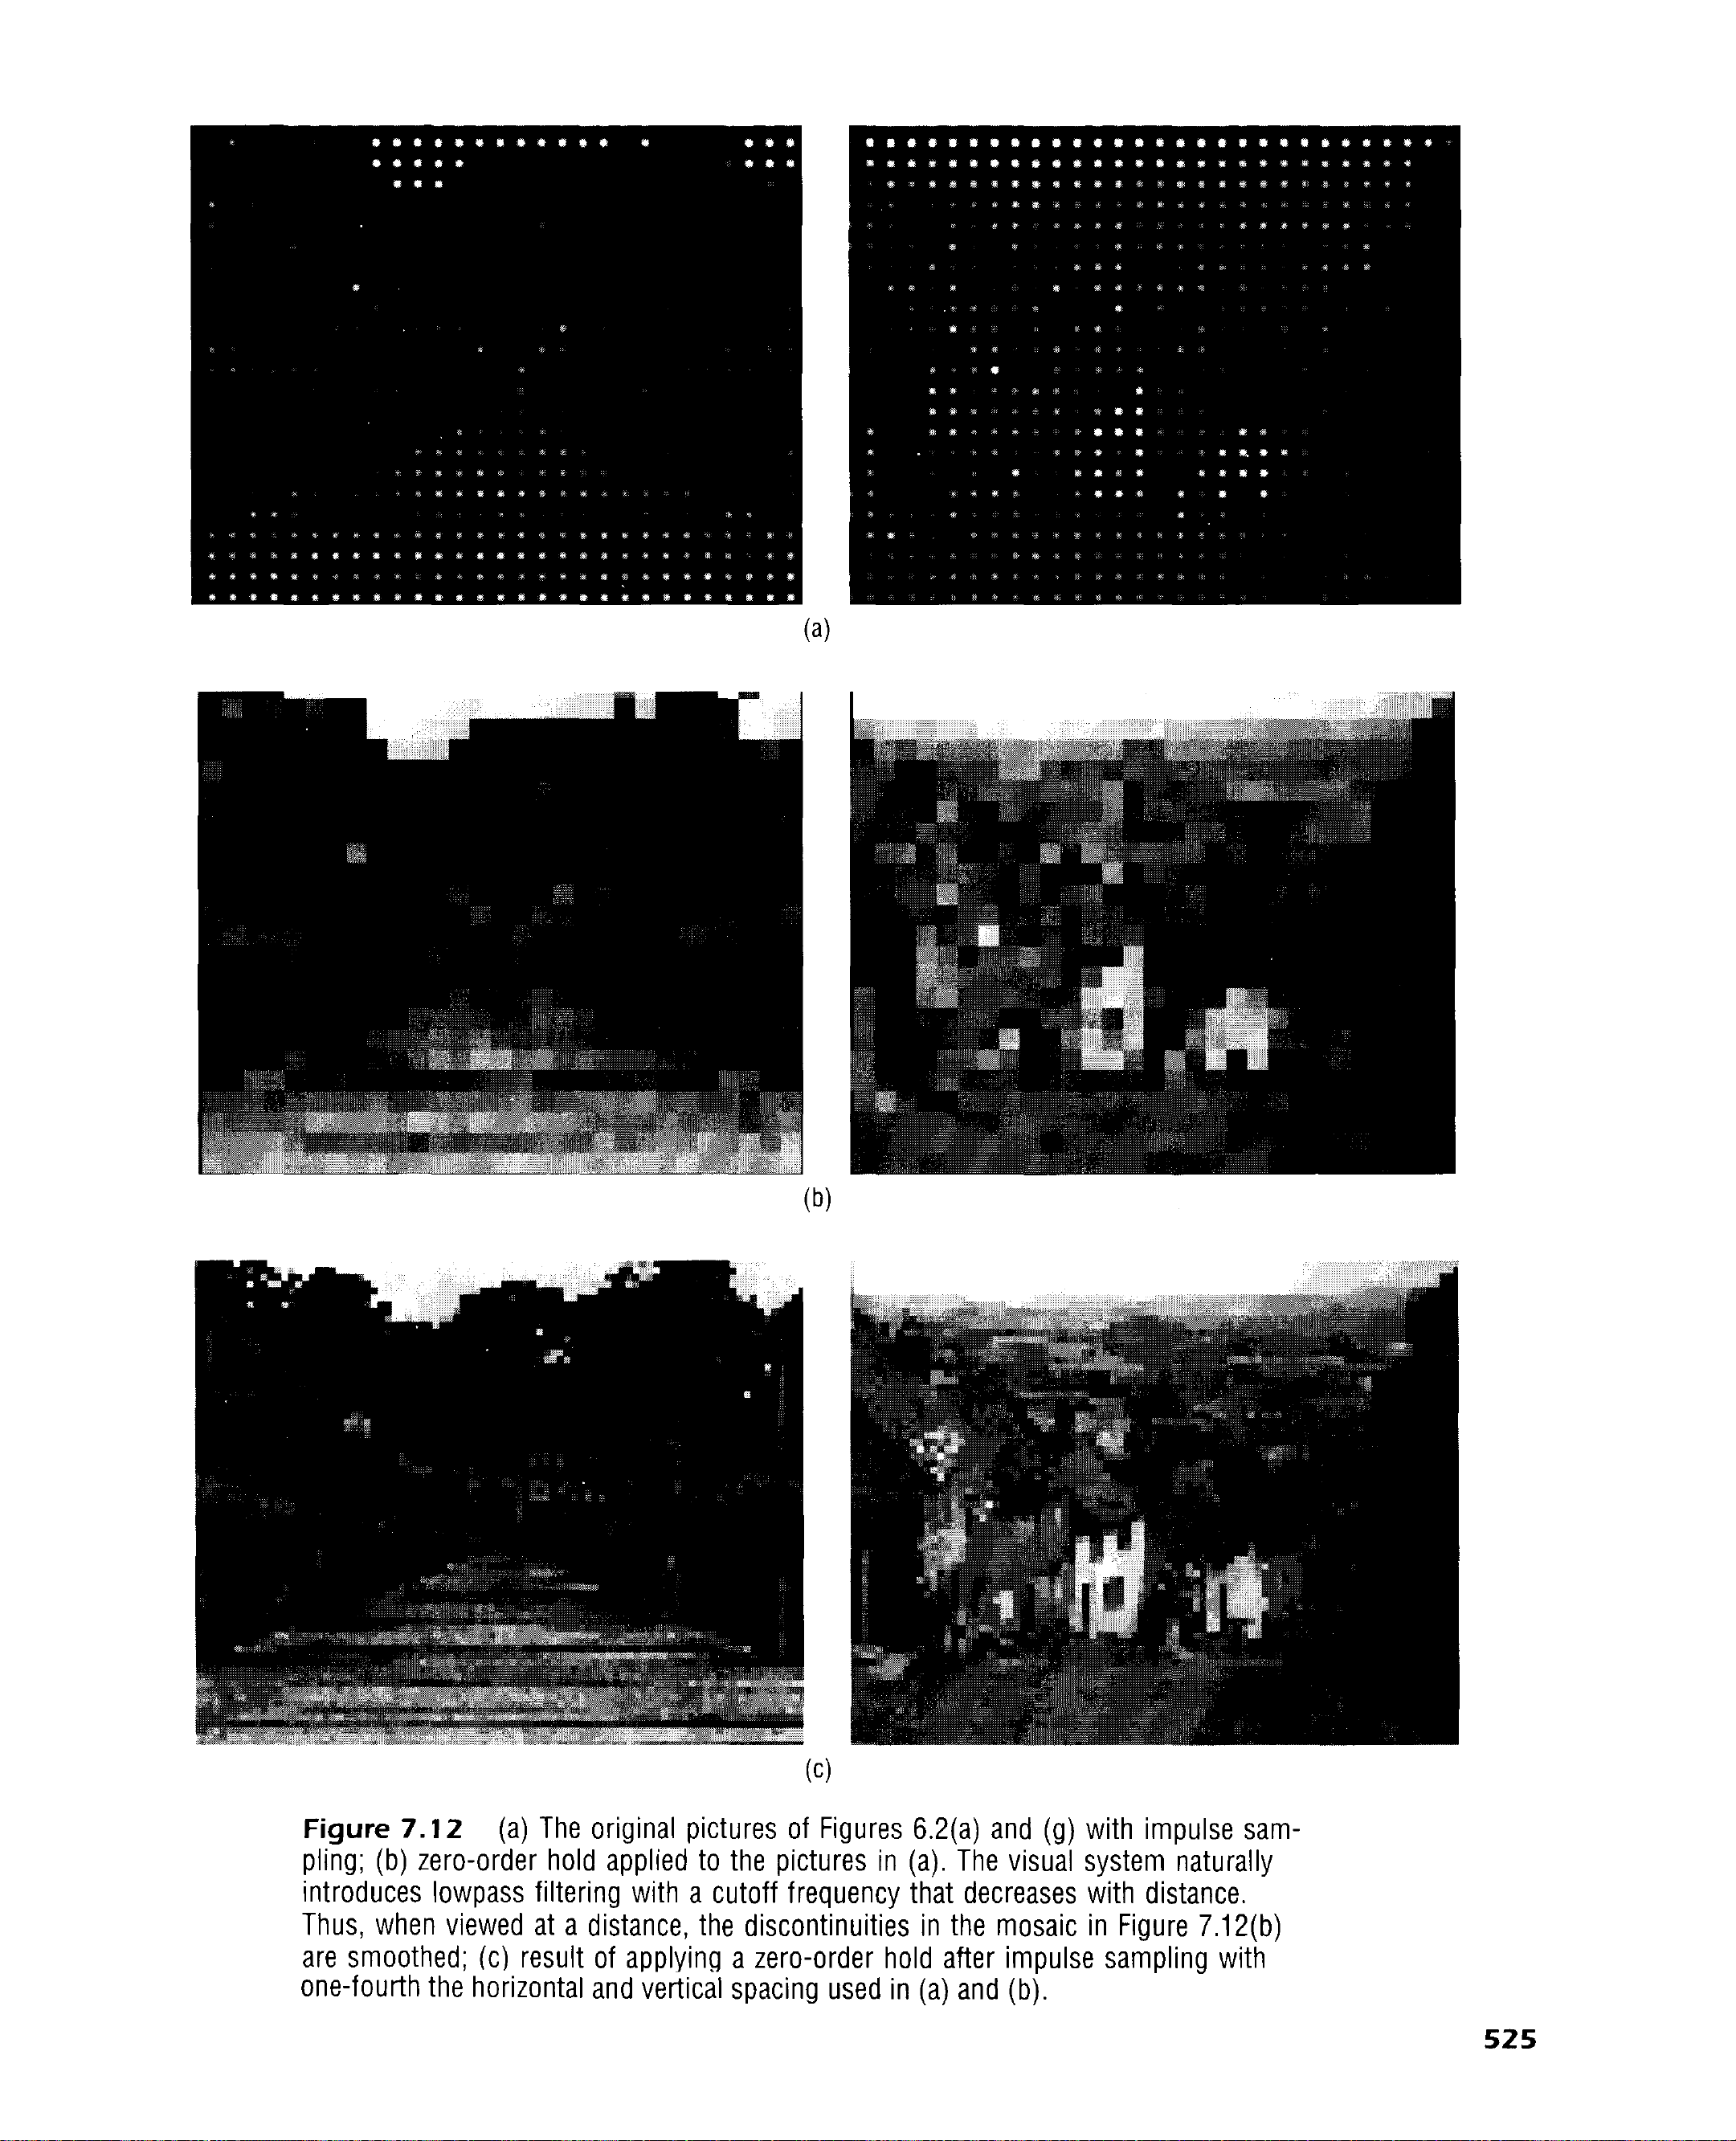 (a)
(b)
(c)
Figure 7.12 (a) The original pictures of Figures 6.2(a) and (g) with impulse sam-
pling; (b) zero-order hold applied to the pictures in (a). The visual system naturally
introduces lowpass filtering with a cutoff frequency that decreases with distance.
Thus, when viewed at a distance, the discontinuities in the mosaic in Figure 7.12(b)
are smoothed; (c) result of applying a zero-order hold after impulse sampling with
one-fourth the horizontal and vertical spacing used in (a) and (b).
525